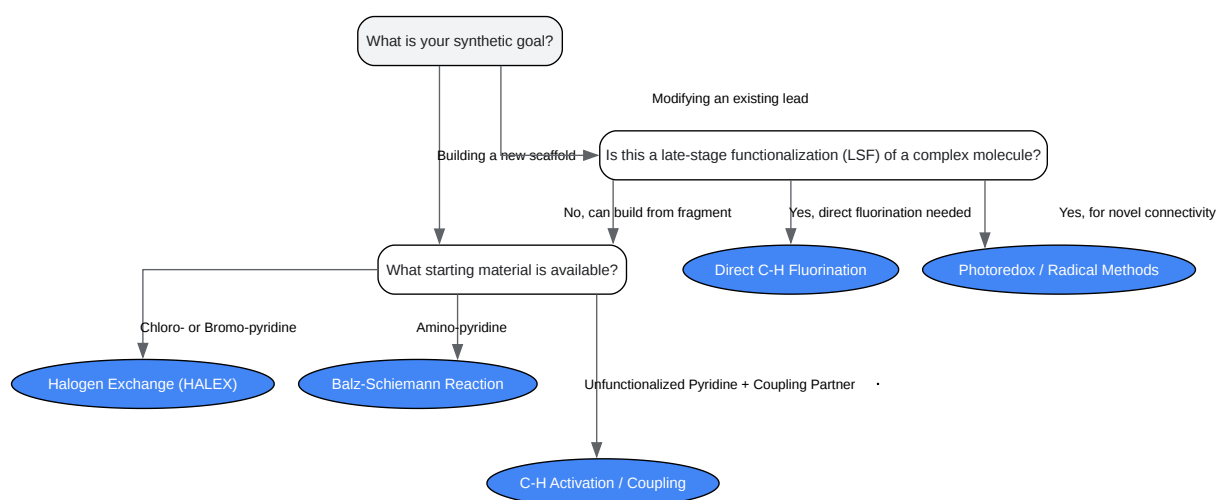 What is your synthetic goal?
Modifying an existing lead
Building a new scaffold
Is this a late-stage functionalization (LSF) of a complex molecule?
No, can build from fragment
Yes, direct fluorination needed
Yes, for novel connectivity
What starting material is available?
Direct C-H Fluorination
Photoredox / Radical Methods
Chloro- or Bromo-pyridine
Amino-pyridine
Halogen Exchange (HALEX)
Balz-Schiemann Reaction
Unfunctionalized Pyridine + Coupling Partner
C-H Activation / Coupling